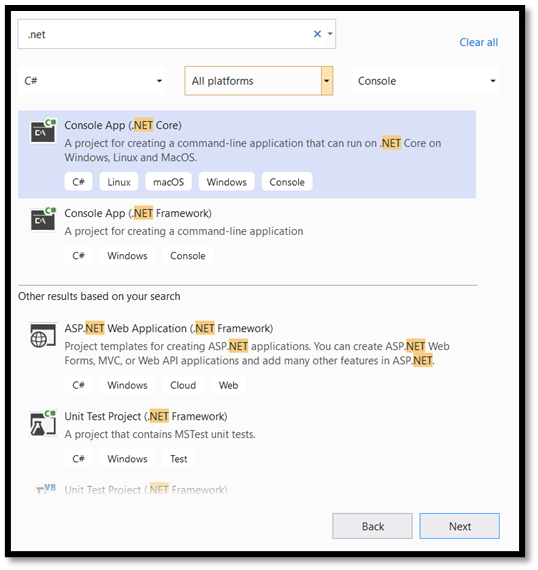 .net
Clear all
C#
All platforms
Console
C#
Console App (.NET Core)
A project for creating a command-line application that can run on .NET Core on
Windows, Linux and MacOS.
C# Linux macOS Windows Console
C#
Console App (.NET Framework)
A project for creating a command-line application
C# Windows Console
Other results based on your search
ASP.NET Web Application (.NET Framework)
Project templates for creating ASP.NET applications. You can create ASP.NET Web
Forms, MVC, or Web API applications and add many other features in ASP.NET.
C# Windows Cloud Web
C#
Unit Test Project (.NET Framework)
A project that contains MSTest unit tests.
C# Windows Test
VB
Unit Test Project (.NET Framework)
Back
Next